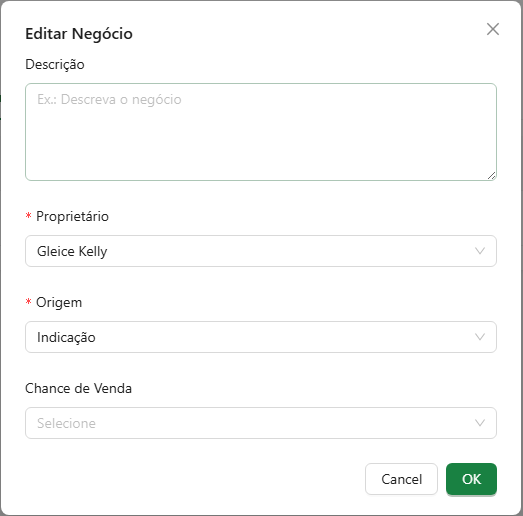 Editar Negócio
Descrição
Ex.: Descreva o negócio
* Proprietário
Gleice Kelly
* Origem
Indicação
Chance de Venda
Selecione
Cancel
OK